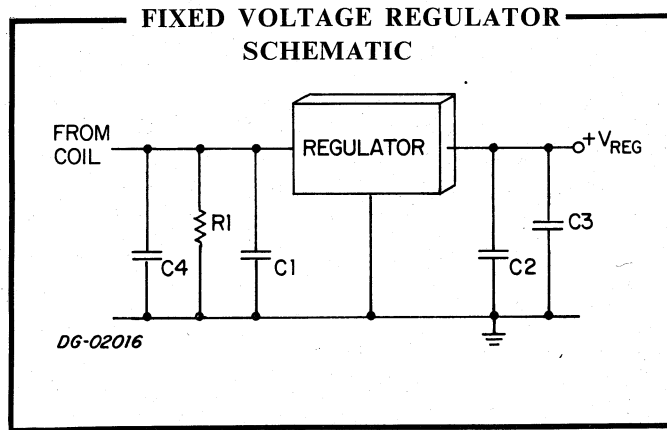 FIXED VOLTAGE REGULATOR
SCHEMATIC
FROM
COIL
REGULATOR
+VREG
R1
C3
C4
C1
C2
DG-02016